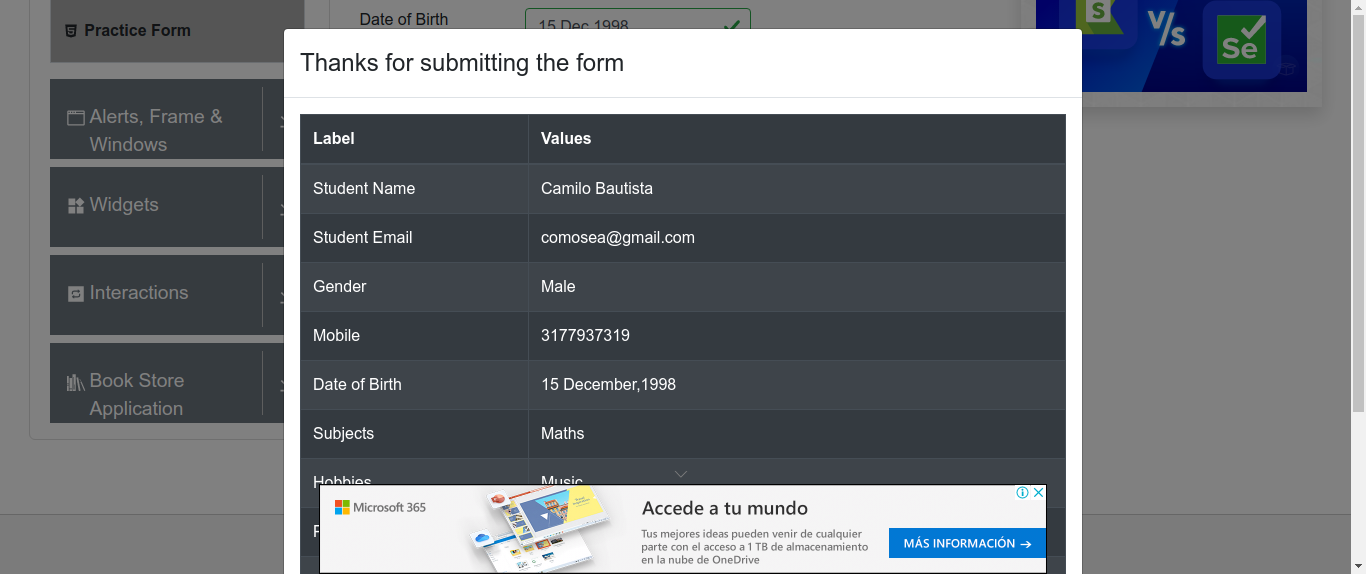 Date of Birth
15 Dec 1998
Practice Form
Thanks for submitting the form
Label Values
Student Name Camilo Bautista
Student Email comosea@gmail.com
Gender Male
Mobile 3177937319
Date of Birth 15 December,1998
Subjects Maths
Hobbies Music
Alerts, Frame &
Windows
Widgets
Interactions
Book Store
Application
S
V/s
Se
Microsoft 365
Accede a tu mundo
Tus mejores ideas pueden venir de cualquier
parte con el acceso a 1 TB de almacenamiento
en la nube de OneDrive
MÁS INFORMACIÓN →